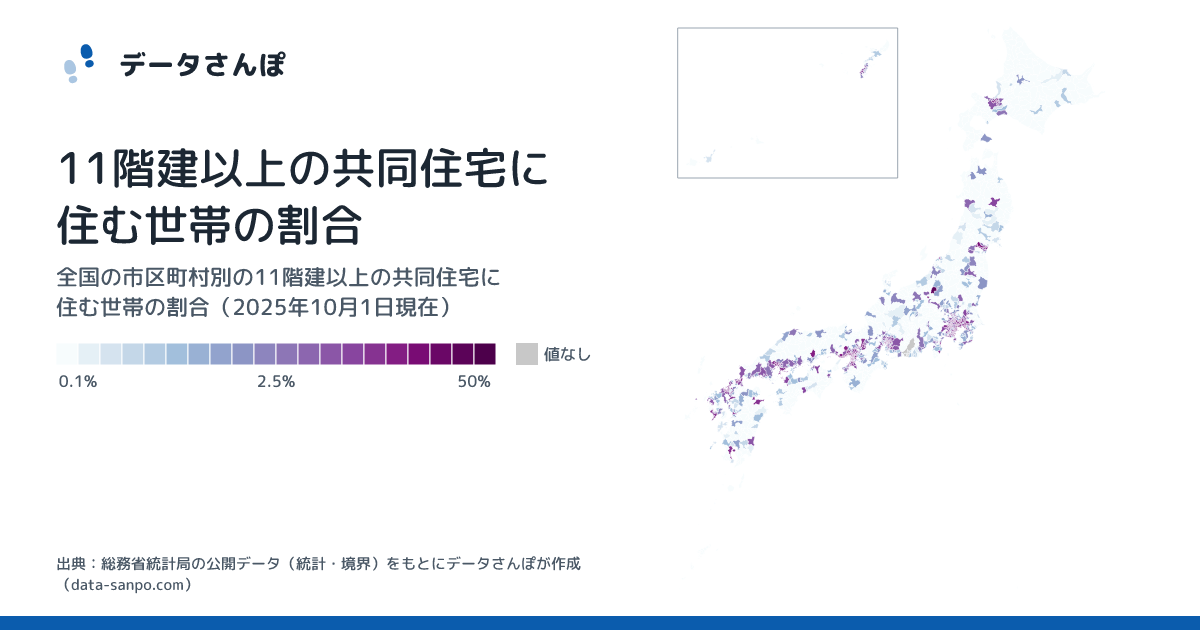 データさんぽ
11階建以上の共同住宅に
住む世帯の割合
全国の市区町村別の11階建以上の共同住宅に
住む世帯の割合（2025年10月1日現在）
値なし
0.1%
2.5%
50%
出典：総務省統計局の公開データ（統計・境界）をもとにデータさんぽが作成
（data-sanpo.com）